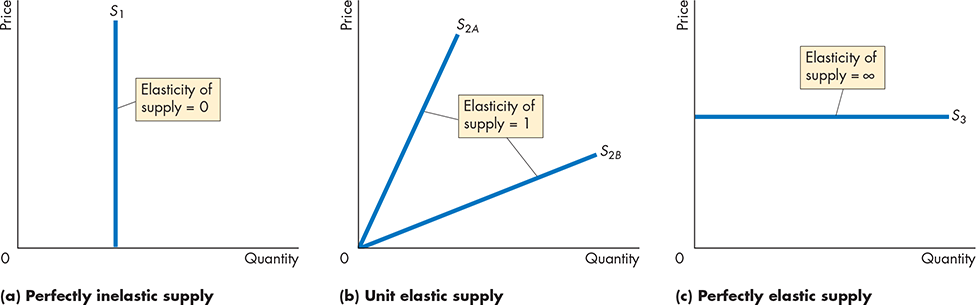 Price
S1
Elasticity of
supply = 0
0
Quantity
(a) Perfectly inelastic supply
Price
S2A
Elasticity of
supply = 1
S2B
0
Quantity
(b) Unit elastic supply
Price
Elasticity of
supply = ∞
S3
0
Quantity
(c) Perfectly elastic supply